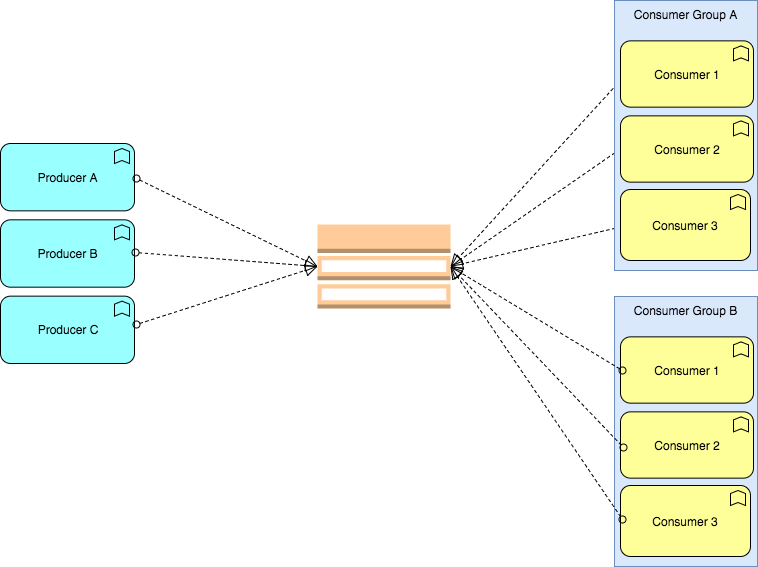 Producer A
Producer B
Producer C
Consumer Group A
Consumer 1
Consumer 2
Consumer 3
Consumer Group B
Consumer 1
Consumer 2
Consumer 3